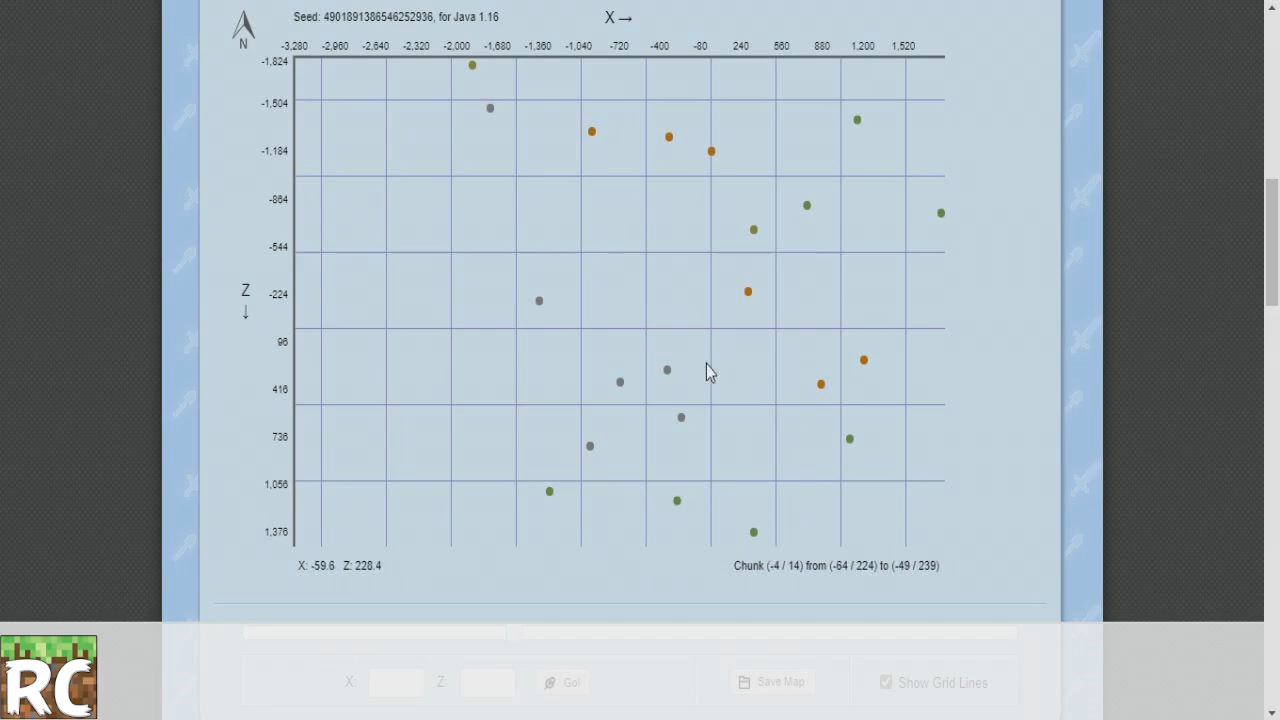 Seed: 4901891386546252936, for Java 1.16
X →
N
-3,280 -2,960 -2,640 -2,320 -2,000 -1,680 -1,360 -1,040 -720 -400 -80 240 560 880 1,200 1,520
-1,824
-1,504
-1,184
-864
-544
Z
↓
-224
96
416
736
1,056
1,376
X: -59.6 Z: 228.4
Chunk (-4 / 14) from (-64 / 224) to (-49 / 239)
X:
Z
Go!
Save Map
Show Grid Lines
RC